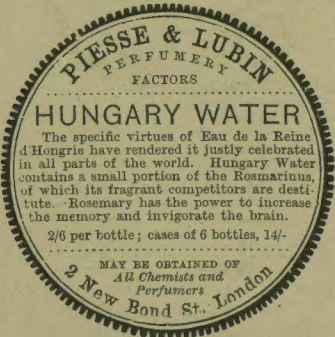 PIESSE & LUBIN
PERFUMERY
FACTORS
HUNGARY WATER
The specific virtues of Eau de la Reine
d'Hongrie have rendered it justly celebrated
in all parts of the world. Hungary Water
contains a small portion of the Rosmarinus,
of which its fragrant competitors are desti-
tute. Rosemary has the power to increase
the memory and invigorate the brain.
2/6 per bottle; cases of 6 bottles, 14/-
MAY BE OBTAINED OF
All Chemists and
Perfumers
2 New Bond St., London